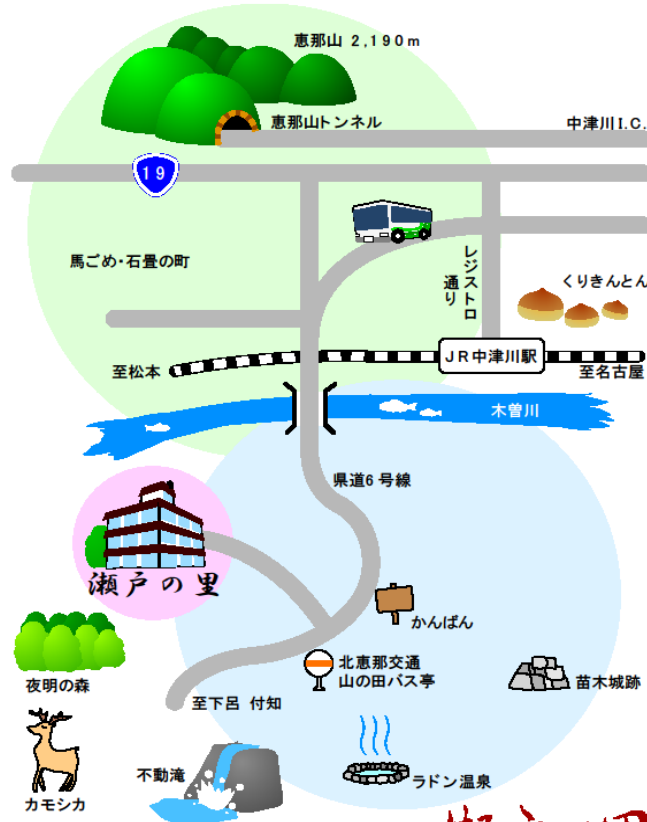 恵那山 2,190m
恵那山トンネル
中津川I.C.
19
馬ごめ・石畳の町
レジストロ
通り
くりきんとん
JR中津川駅
至松本
至名古屋
木曽川
県道6号線
瀬戸の里
かんばん
夜明の森
北恵那交通
山の田バス亭
苗木城跡
至下呂 付知
カモシカ
不動滝
ラドン温泉